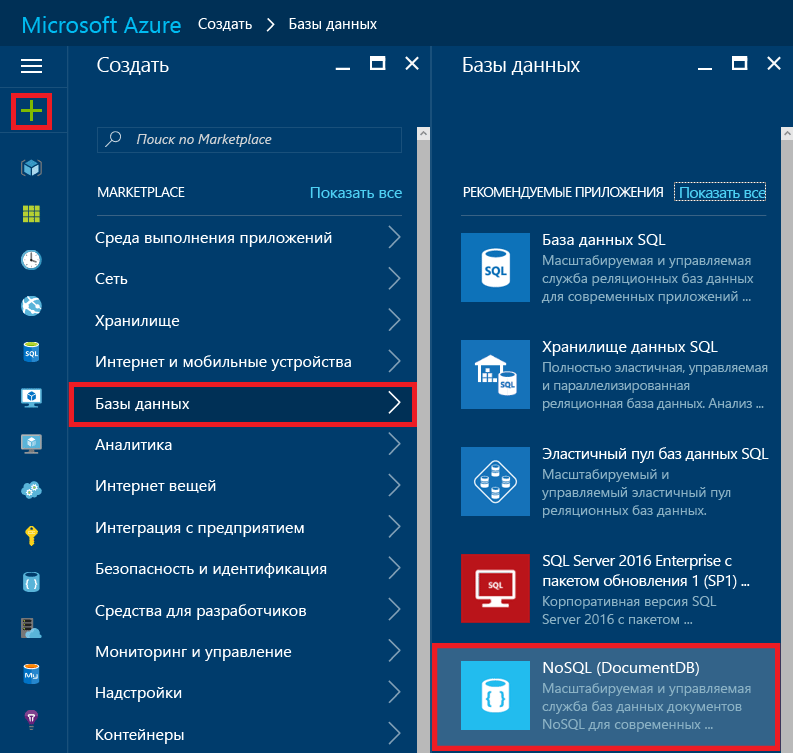 Microsoft Azure Создать Базы данных
Создать
Поиск по Marketplace
MARKETPLACE Показать все
Среда выполнения приложений
Сеть
Хранилище
Интернет и мобильные устройства
Базы данных
Аналитика
Интернет вещей
Интеграция с предприятием
Безопасность и идентификация
Средства для разработчиков
Мониторинг и управление
Надстройки
Контейнеры
Базы данных
РЕКОМЕНДУЕМЫЕ ПРИЛОЖЕНИЯ Показать все
SQL
База данных SQL
Масштабируемая и управляемая
служба реляционных баз данных
для современных приложений ...
SQL
Хранилище данных SQL
Полностью эластичная, управляемая
и параллелизированная
реляционная база данных. Анализ ...
Эластичный пул баз данных SQL
Масштабируемый и
управляемый эластичный пул
реляционных баз данных.
SQL
SQL Server 2016 Enterprise с
пакетом обновления 1 (SP1) ...
Корпоративная версия SQL
Server 2016 с пакетом ...
{ }
NoSQL (DocumentDB)
Масштабируемая и управляемая
служба баз данных документов
NoSQL для современных ...
SQL
My